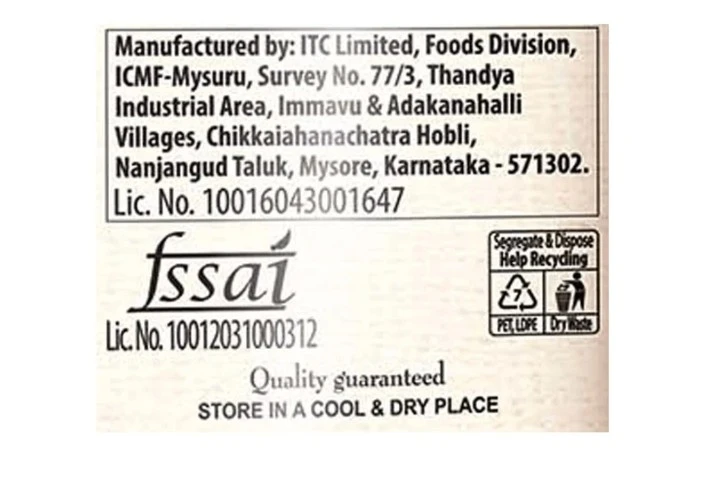 Manufactured by: ITC Limited, Foods Division,
ICMF-Mysuru, Survey No. 77/3, Thandya
Industrial Area, Immavu & Adakanahalli
Villages, Chikkaiahanachatra Hobli,
Nanjangud Taluk, Mysore, Karnataka - 571302.
Lic. No. 10016043001647
fssai
Lic. No. 10012031000312
Segregate & Dispose
Help Recycling
7
PET, LDPE Dry Waste
Quality guaranteed
STORE IN A COOL & DRY PLACE